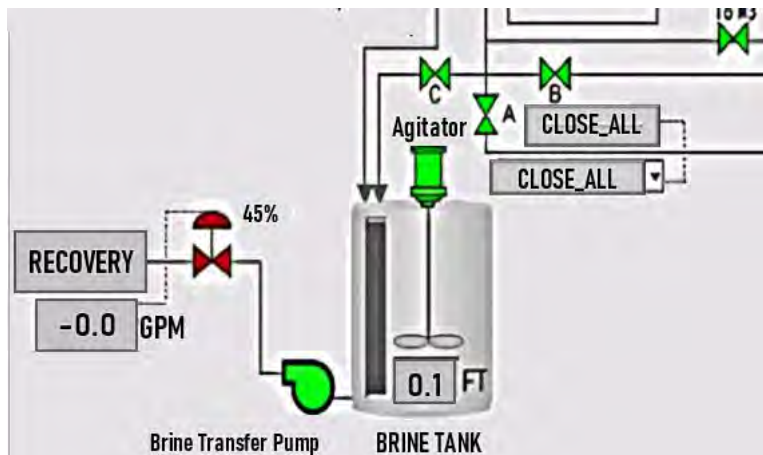 C
B
A
Agitator
CLOSE_ALL
CLOSE_ALL
45%
RECOVERY
-0.0 GPM
0.1 FT
Brine Transfer Pump
BRINE TANK